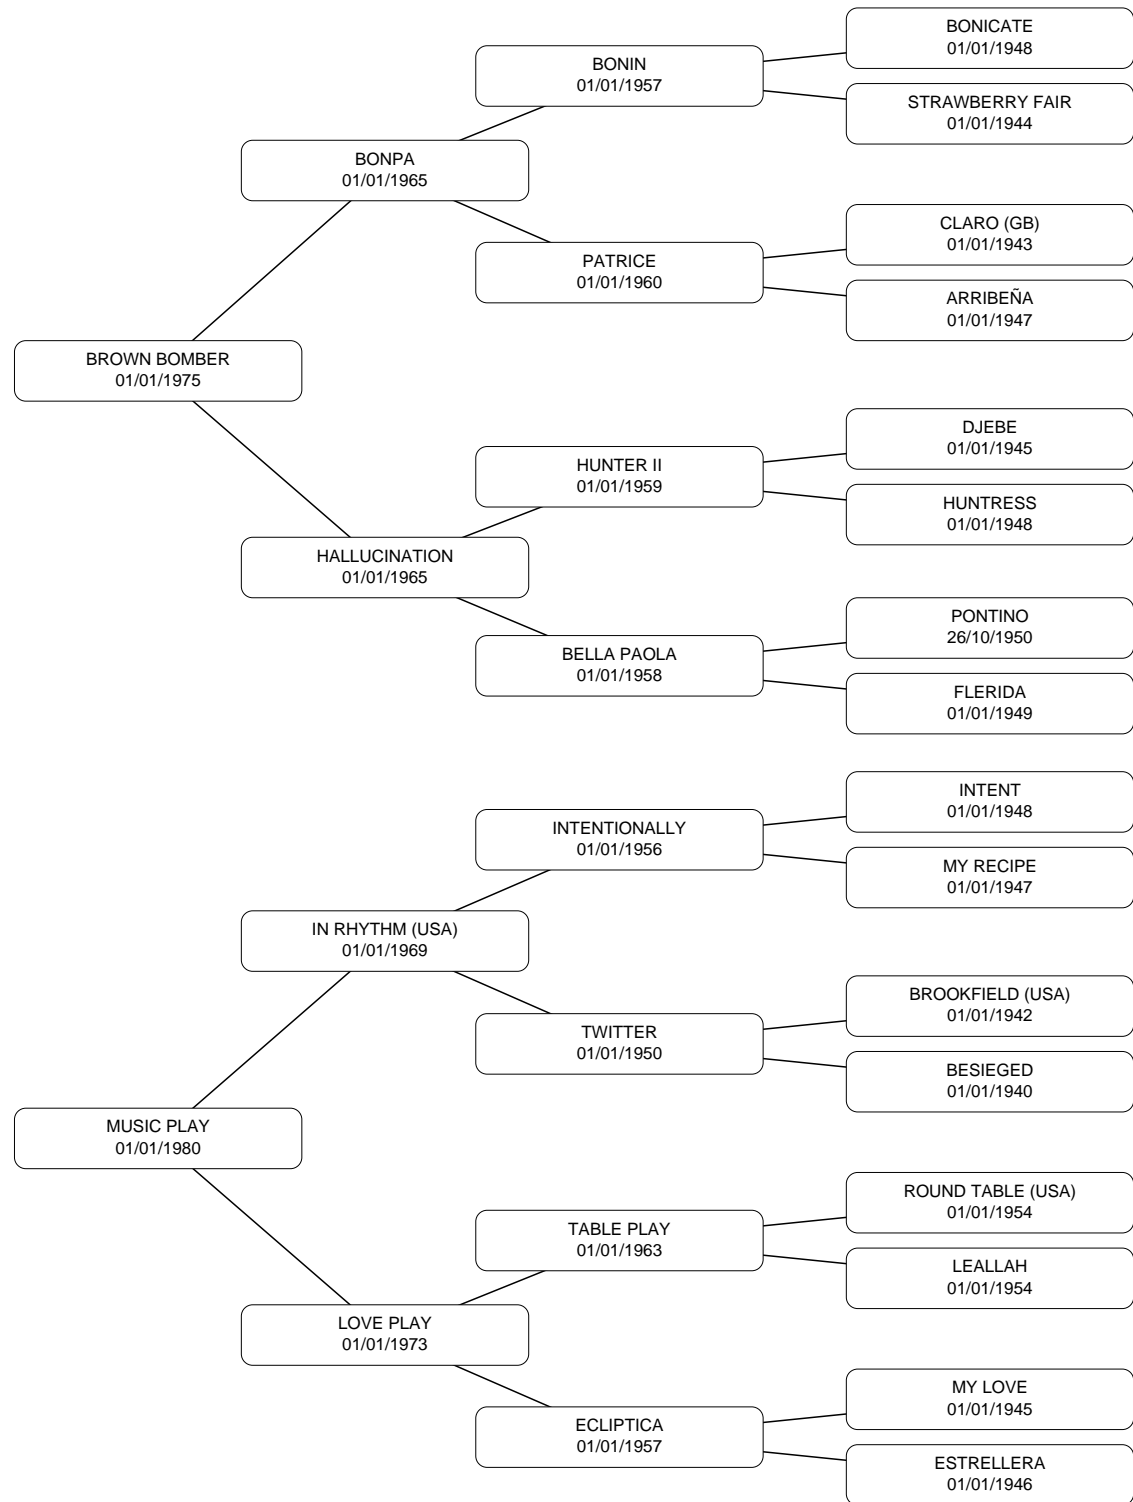 BONICATE
01/01/1948
BONIN
01/01/1957
STRAWBERRY FAIR
01/01/1944
BONPA
01/01/1965
CLARO (GB)
01/01/1943
PATRICE
01/01/1960
ARRIBEÑA
01/01/1947
BROWN BOMBER
01/01/1975
DJEBE
01/01/1945
HUNTER II
01/01/1959
HUNTRESS
01/01/1948
HALLUCINATION
01/01/1965
PONTINO
26/10/1950
BELLA PAOLA
01/01/1958
FLERIDA
01/01/1949
INTENT
01/01/1948
INTENTIONALLY
01/01/1956
MY RECIPE
01/01/1947
IN RHYTHM (USA)
01/01/1969
BROOKFIELD (USA)
01/01/1942
TWITTER
01/01/1950
BESIEGED
01/01/1940
MUSIC PLAY
01/01/1980
ROUND TABLE (USA)
01/01/1954
TABLE PLAY
01/01/1963
LEALLAH
01/01/1954
LOVE PLAY
01/01/1973
MY LOVE
01/01/1945
ECLIPTICA
01/01/1957
ESTRELLERA
01/01/1946